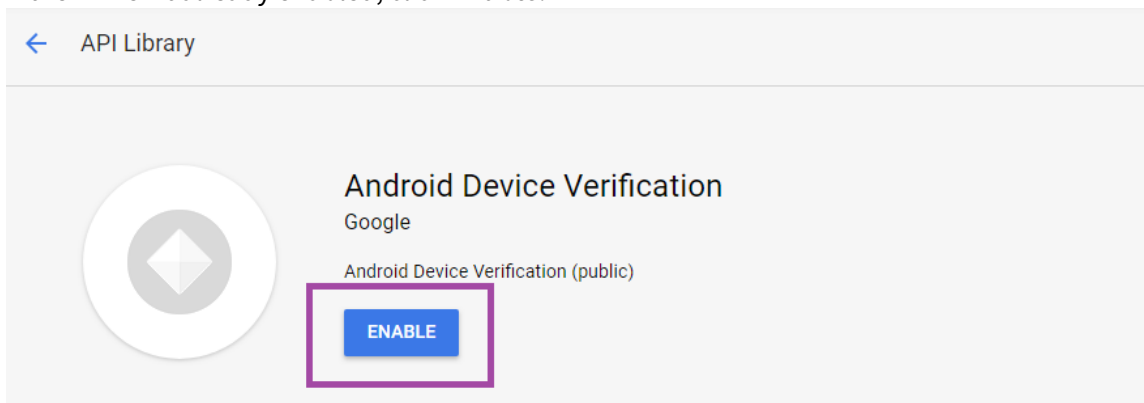 API Library
Android Device Verification
Google
Android Device Verification (public)
ENABLE